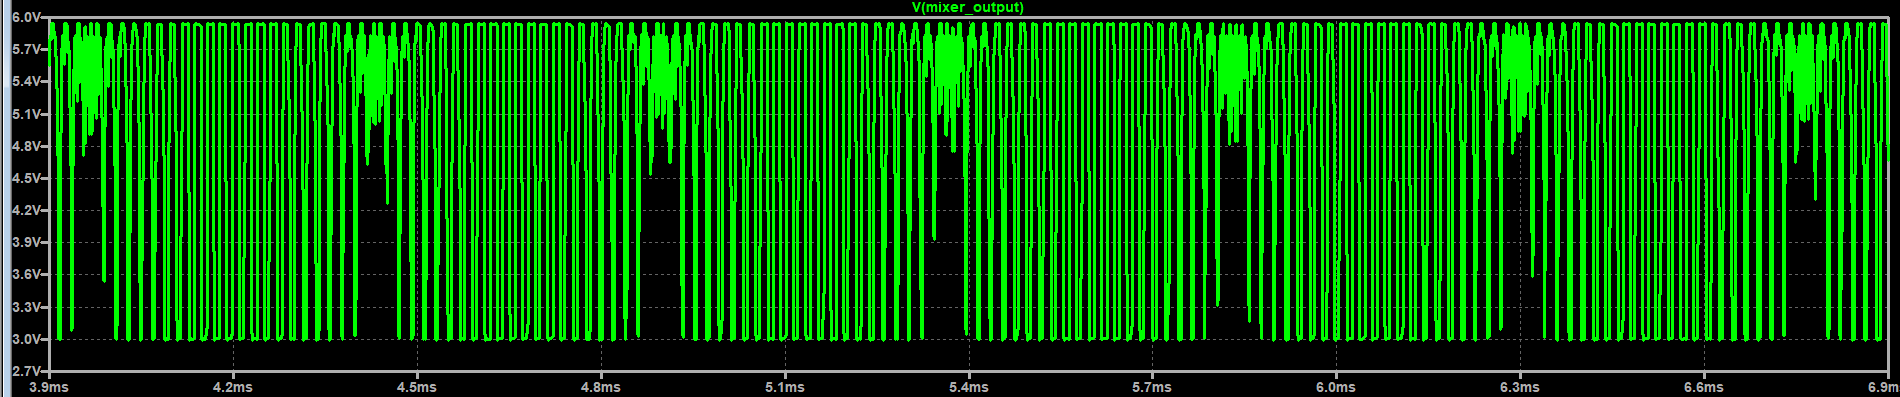 V(mixer_output)
6.0V
5.7V
5.4V
5.1V
4.8V
4.5V
4.2V
3.9V
3.6V
3.3V
3.0V
2.7V
3.9ms 4.2ms 4.5ms 4.8ms 5.1ms 5.4ms 5.7ms 6.0ms 6.3ms 6.6ms 6.9m